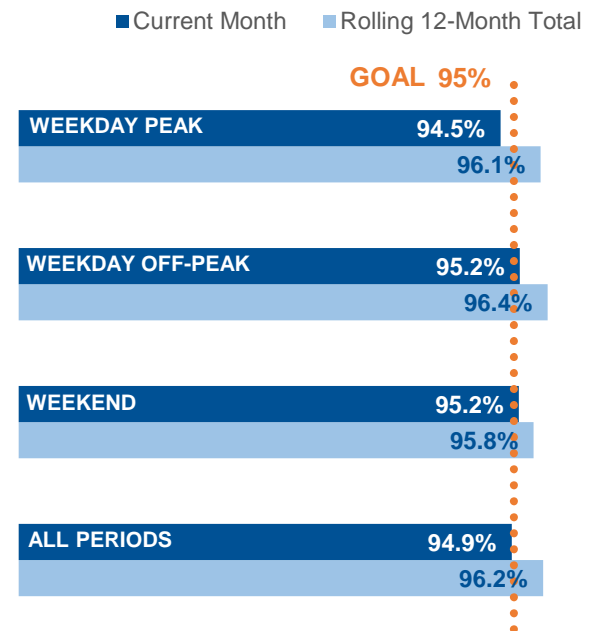 Current Month Rolling 12-Month Total
GOAL 95%
WEEKDAY PEAK 94.5%
96.1%
WEEKDAY OFF-PEAK 95.2%
96.4%
WEEKEND 95.2%
95.8%
ALL PERIODS 94.9%
96.2%